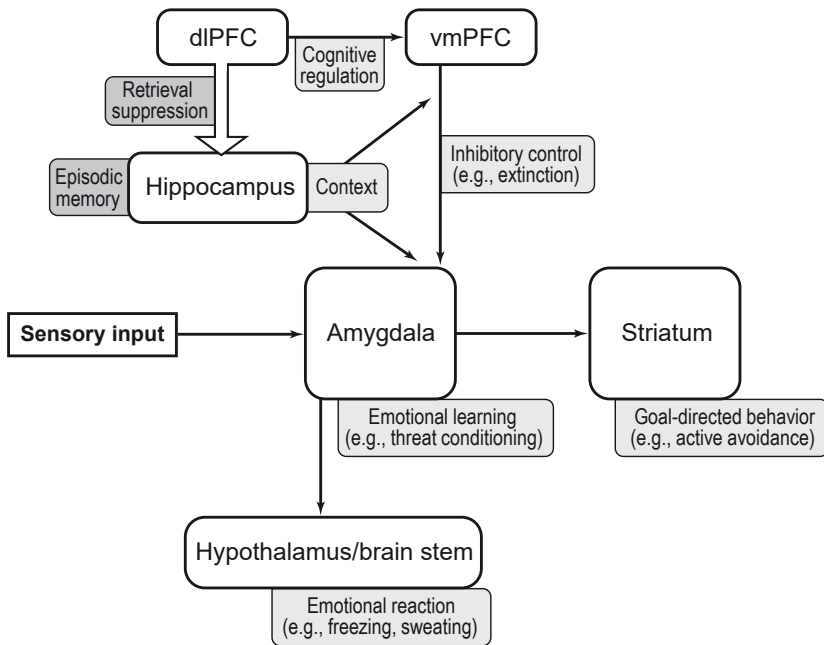 dlPFC
vmPFC
Cognitive
regulation
Retrieval
suppression
Episodic
memory
Hippocampus
Context
Inhibitory control
(e.g., extinction)
Sensory input
Amygdala
Striatum
Emotional learning
(e.g., threat conditioning)
Goal-directed behavior
(e.g., active avoidance)
Hypothalamus/brain stem
Emotional reaction
(e.g., freezing, sweating)